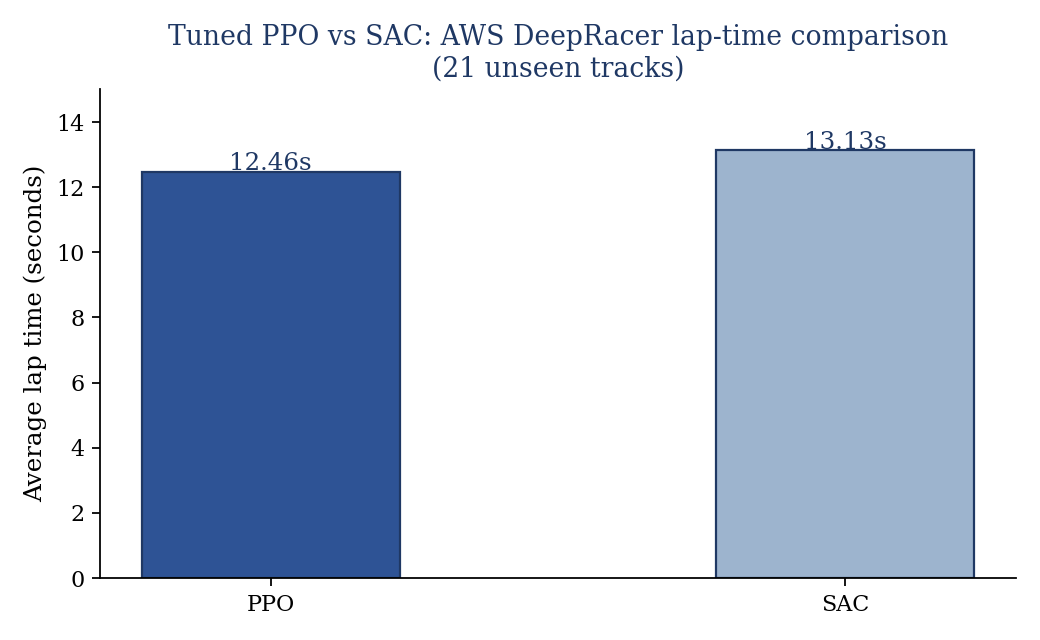 Tuned PPO vs SAC: AWS DeepRacer lap-time comparison
(21 unseen tracks)
Average lap time (seconds)
14
12
10
8
6
4
2
0
12.46s
13.13s
PPO
SAC